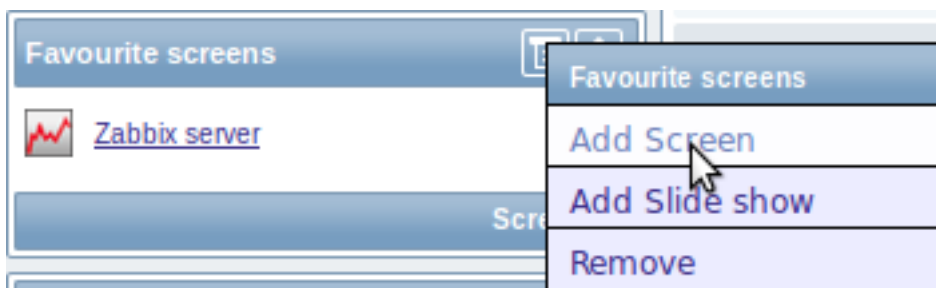 Favourite screens
Zabbix server
Favourite screens
Add Screen
Add Slide show
Remove